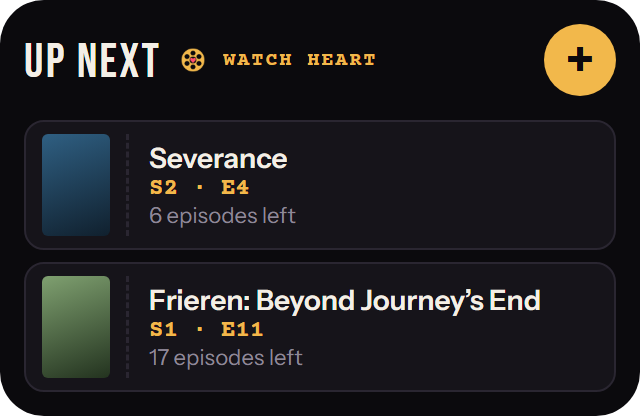 UP NEXT
WATCH HEART
+
Severance
S2 · E4
6 episodes left
Frieren: Beyond Journey’s End
S1 · E11
17 episodes left